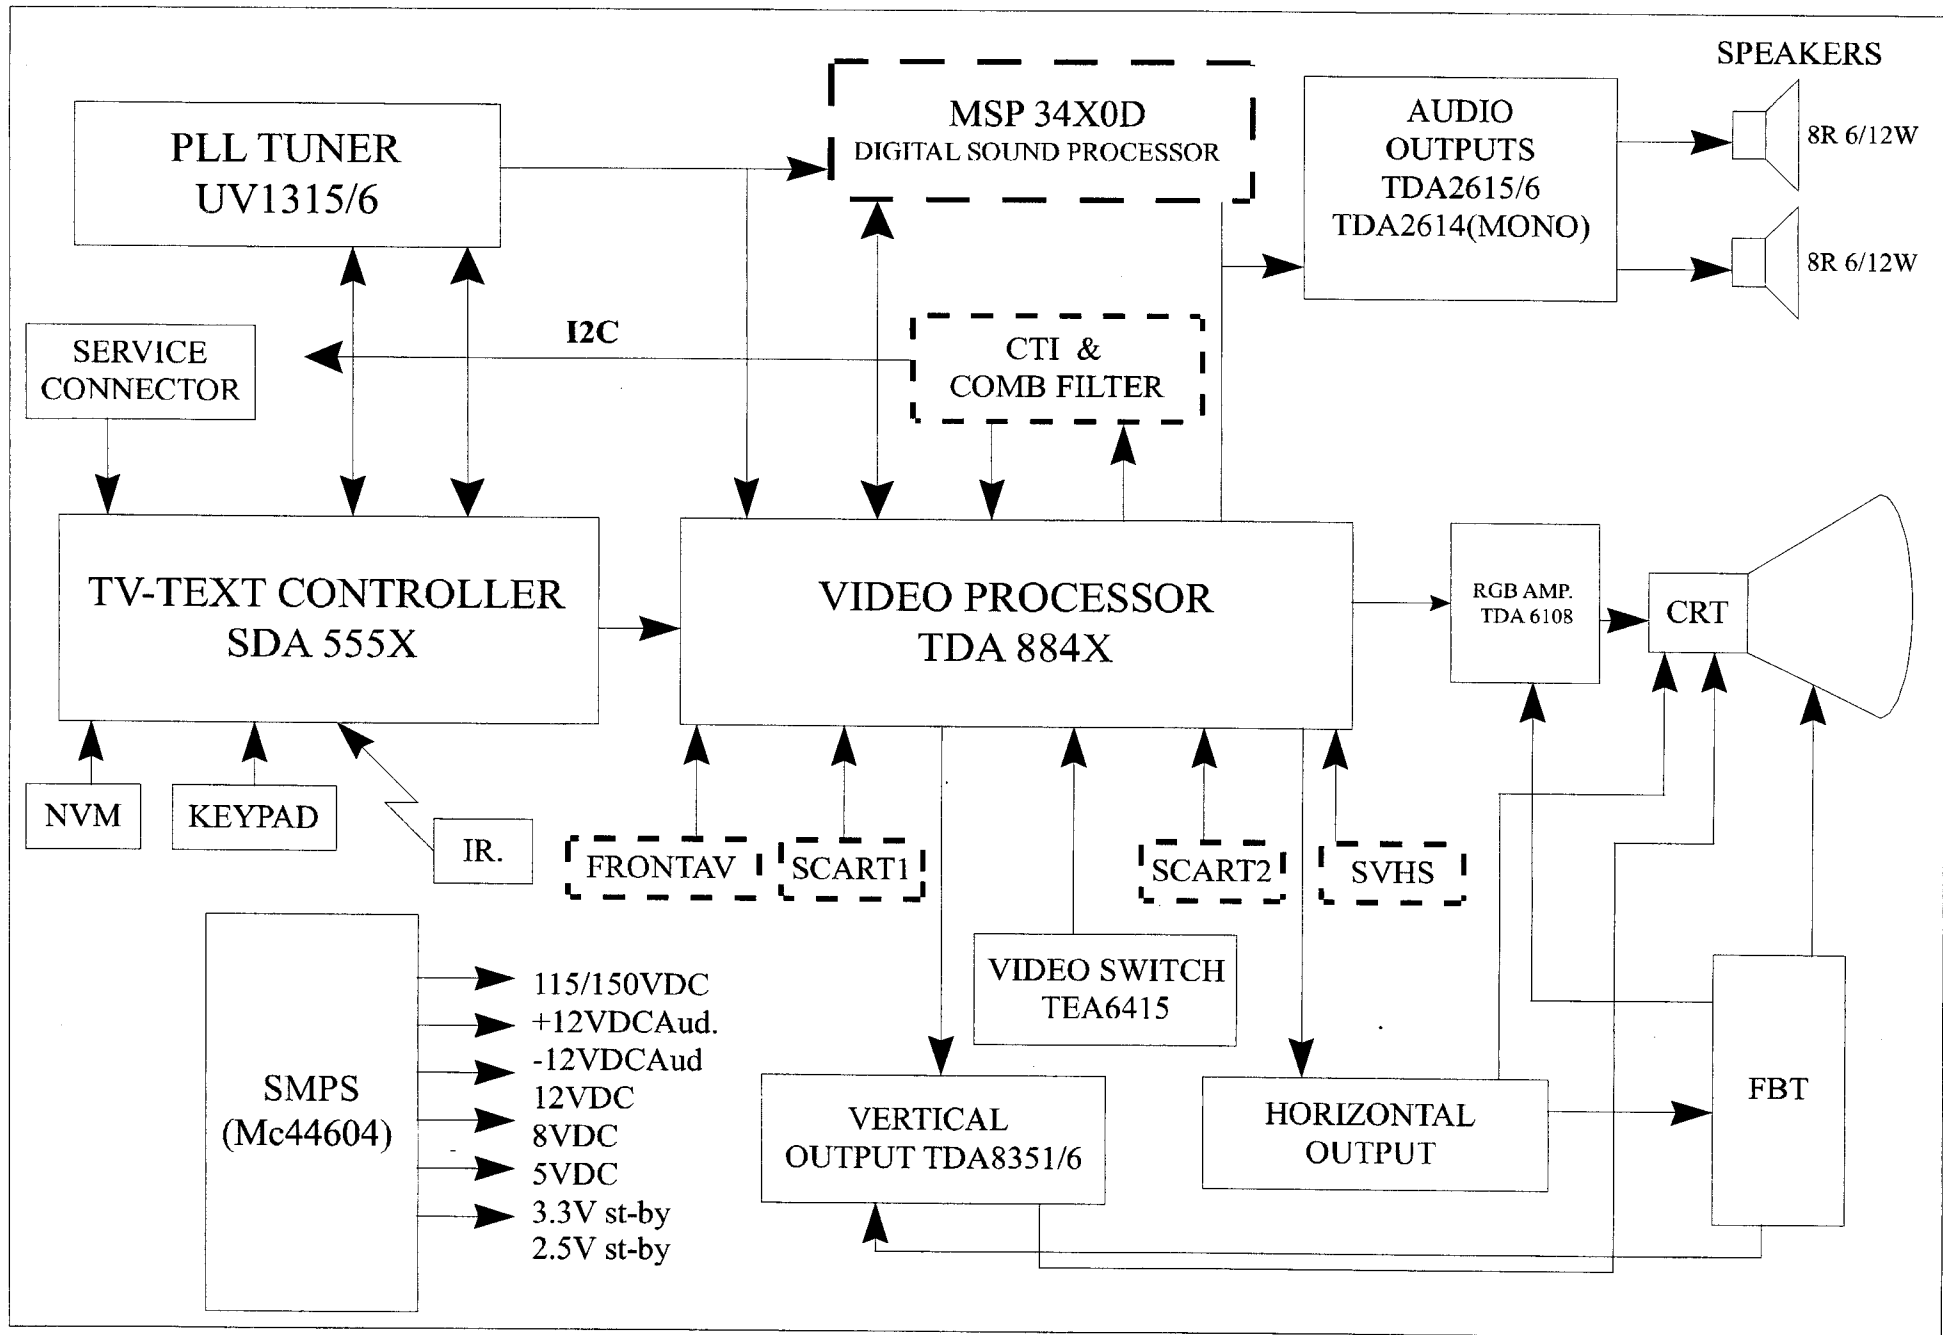 SPEAKERS
PLL TUNER
UV1315/6
MSP 34X0D
DIGITAL SOUND PROCESSOR
AUDIO
OUTPUTS
TDA2615/6
TDA2614(MONO)
8R 6/12W
8R 6/12W
SERVICE
CONNECTOR
I2C
CTI &
COMB FILTER
TV-TEXT CONTROLLER
SDA 555X
VIDEO PROCESSOR
TDA 884X
RGB AMP.
TDA 6108
CRT
NVM
KEYPAD
IR.
FRONTAV
SCART1
SCART2
SVHS
VIDEO SWITCH
TEA6415
SMPS
(Mc44604)
115/150VDC
+12VDCAud.
-12VDCAud
12VDC
8VDC
5VDC
3.3V st-by
2.5V st-by
VERTICAL
OUTPUT TDA8351/6
HORIZONTAL
OUTPUT
FBT